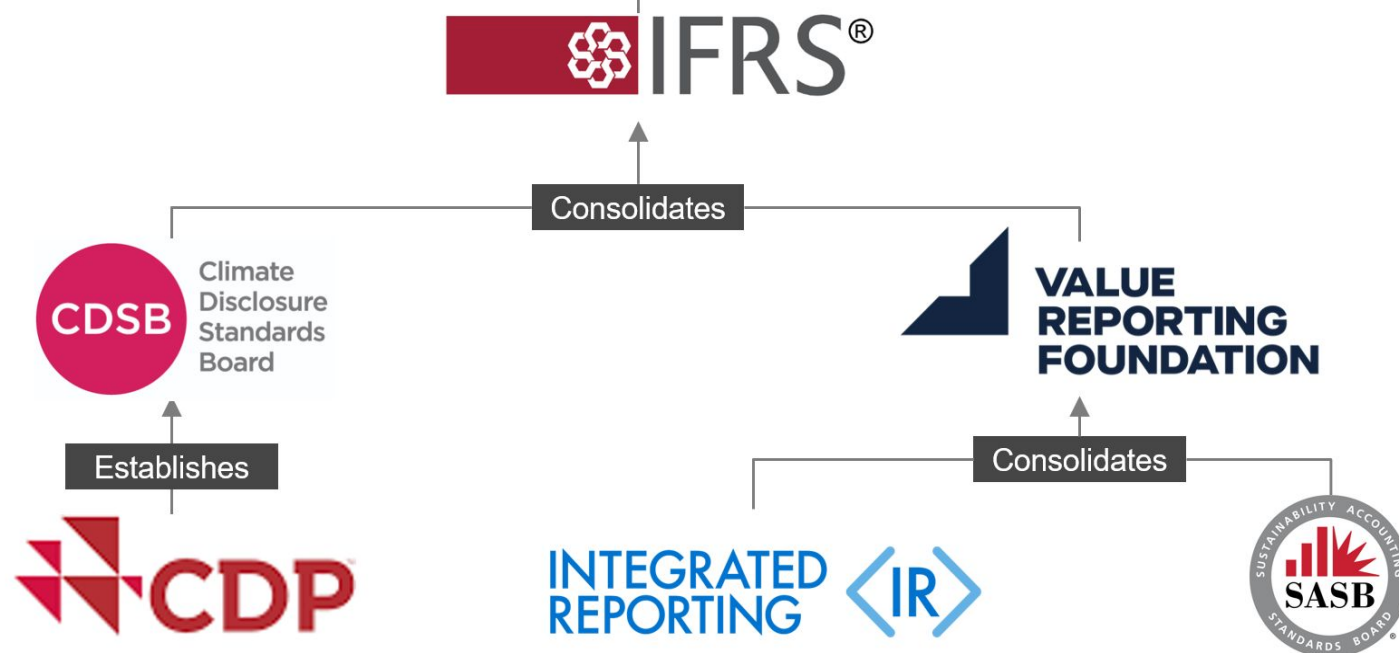 IFRS®
Consolidates
CDSB
Climate
Disclosure
Standards
Board
VALUE
REPORTING
FOUNDATION
Establishes
Consolidates
CDP
INTEGRATED
REPORTING
<IR>
SUSTAINABILITY ACCOUNTING
SASB
STANDARDS BOARD®